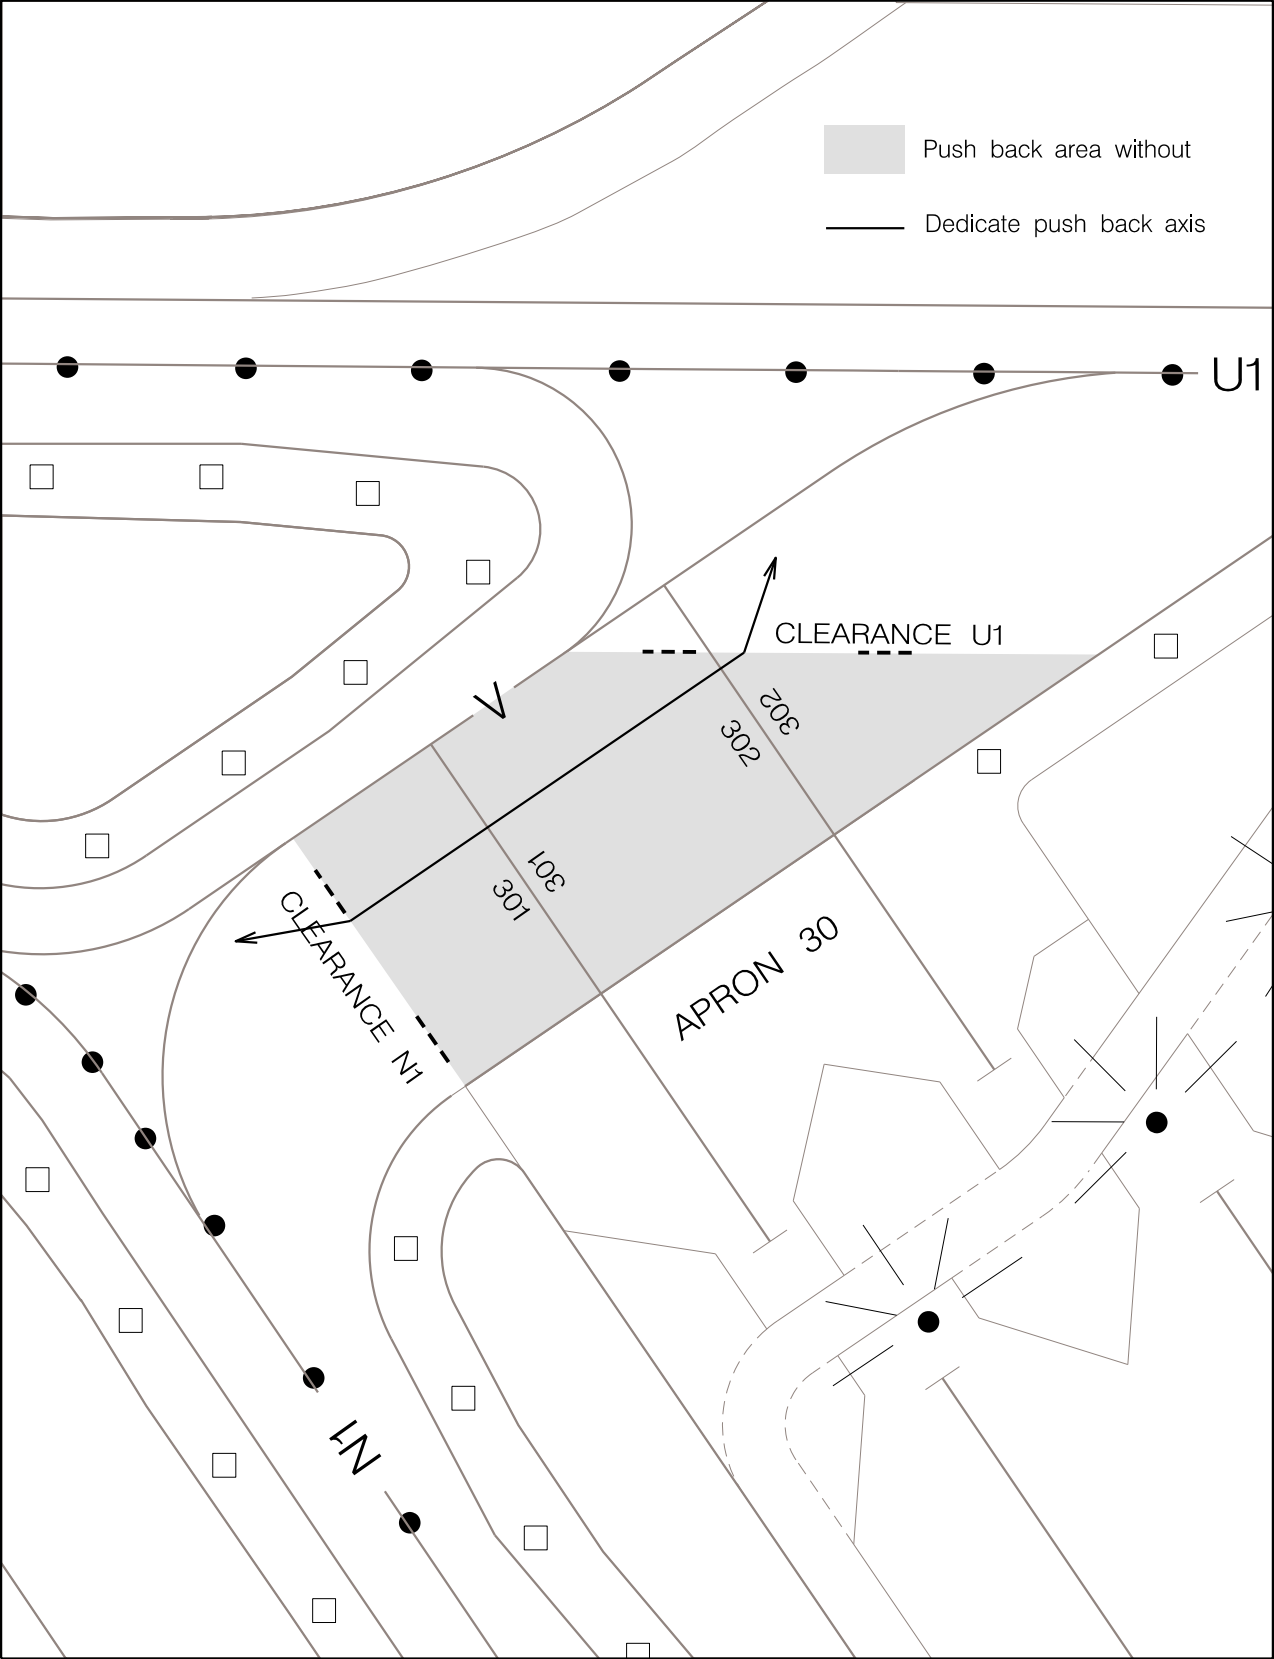 Push back area without
Dedicate push back axis
U1
CLEARANCE U1
V
302
302
301
301
CLEARANCE N1
APRON 30
N1